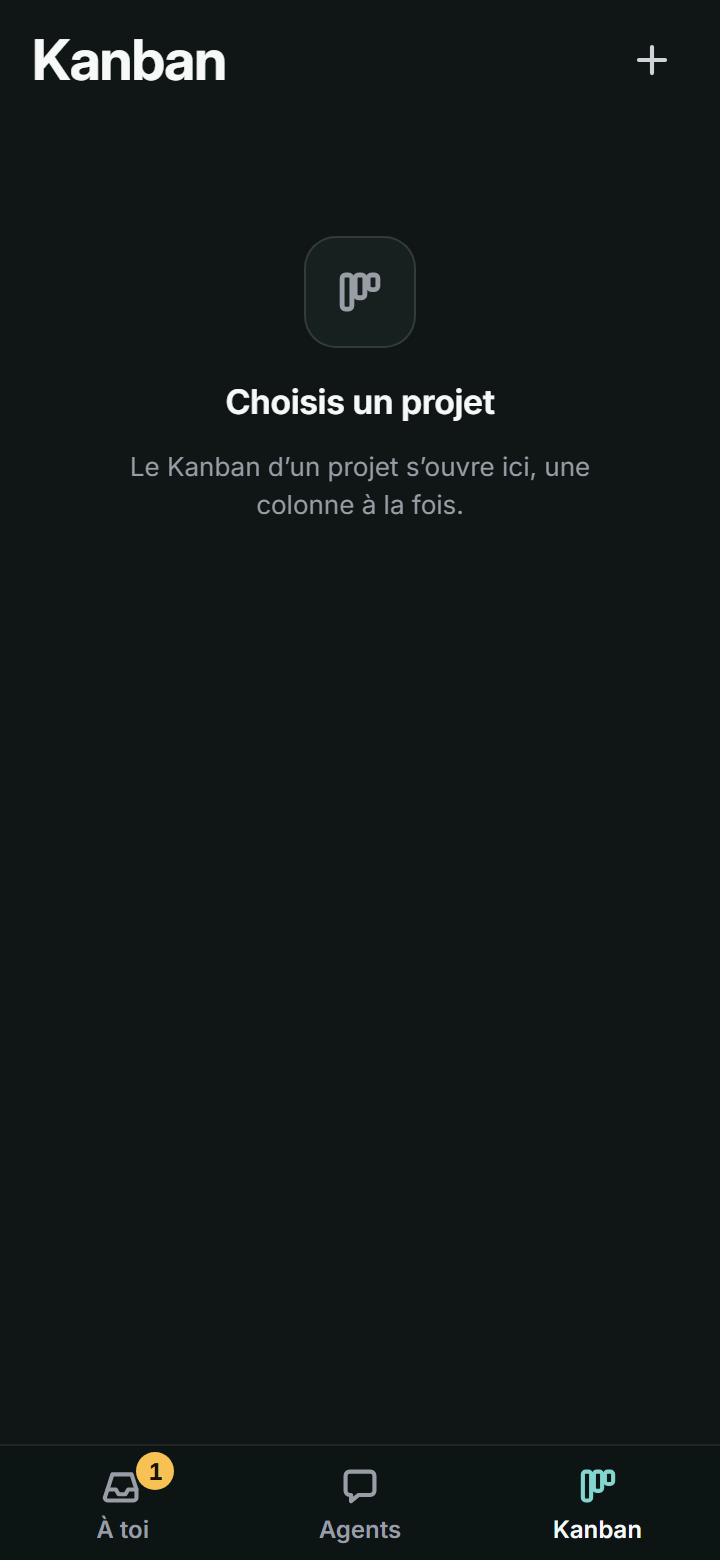 Kanban
Choisis un projet
Le Kanban d’un projet s’ouvre ici, une
colonne à la fois.
1
À toi
Agents
Kanban